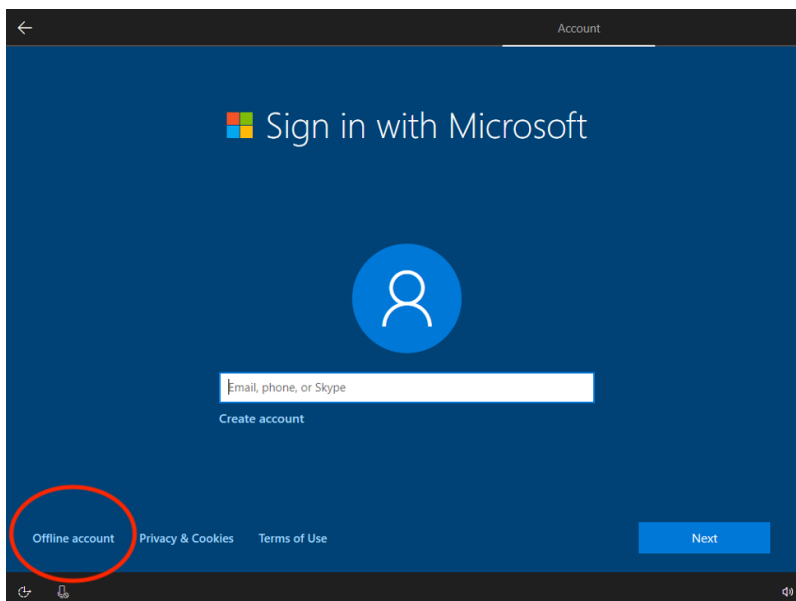 Account
Sign in with Microsoft
Email, phone, or Skype
Create account
Offline account Privacy & Cookies Terms of Use Next